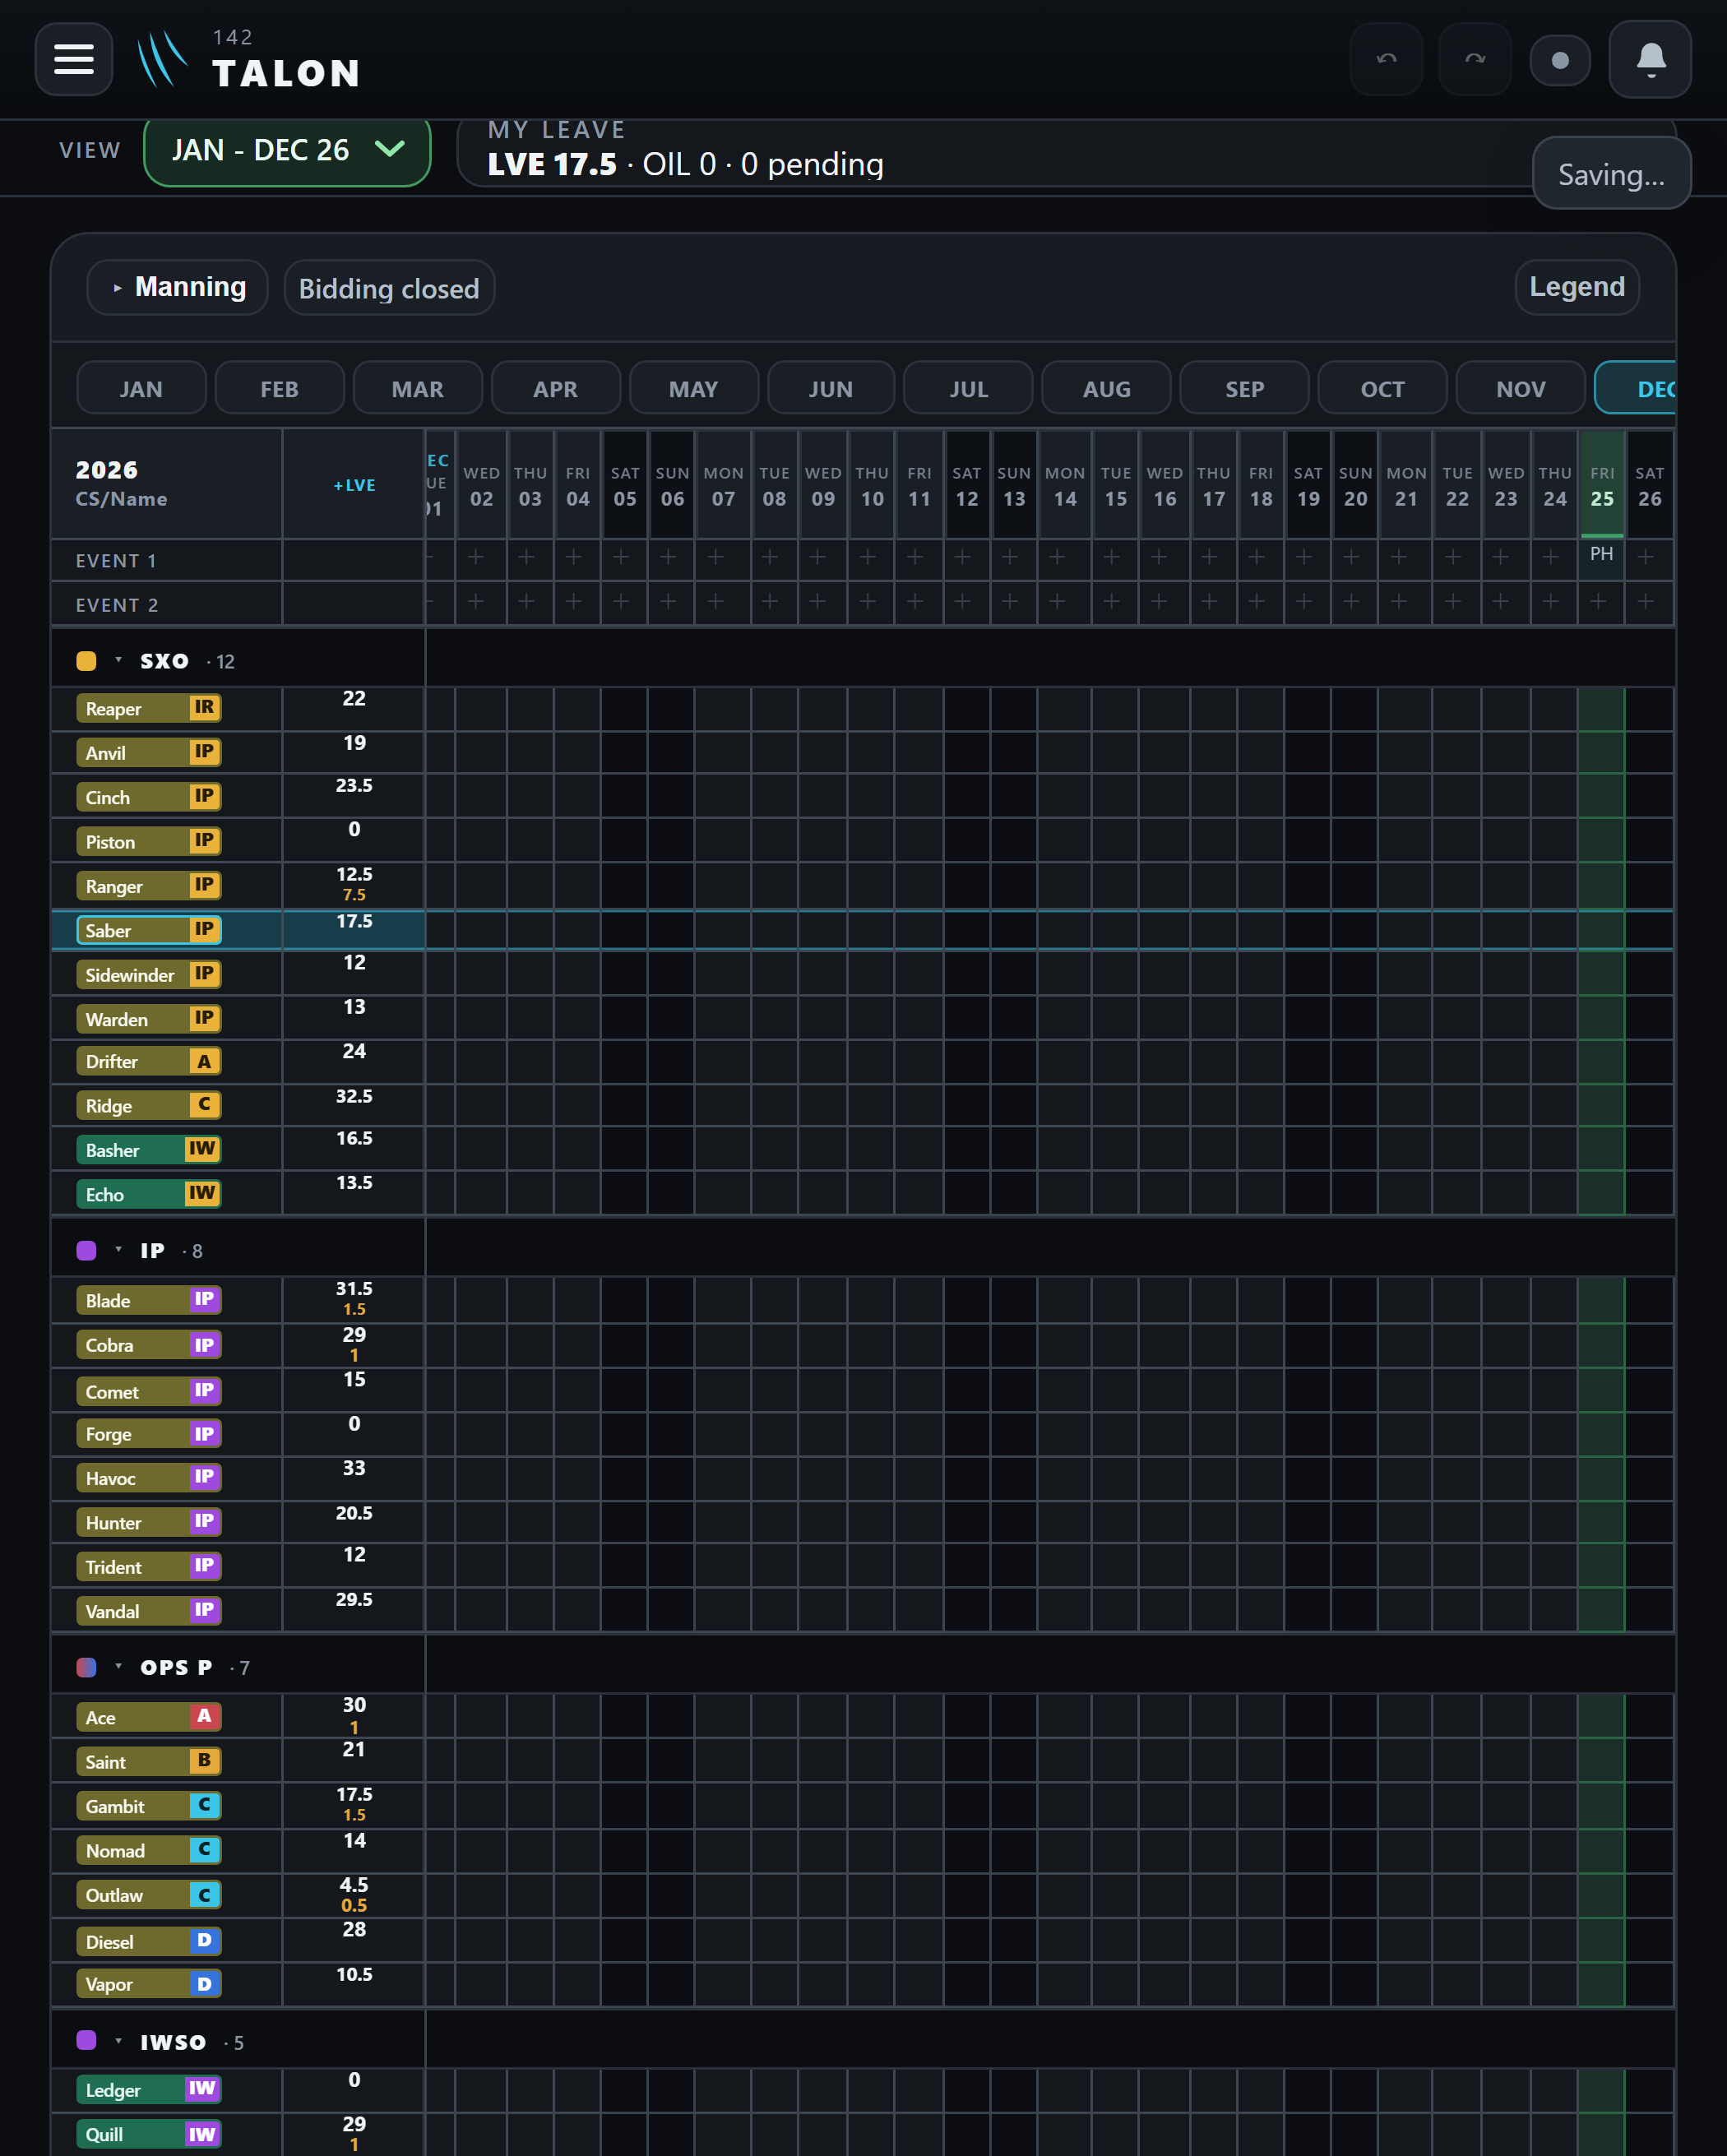 142
TALON
VIEW
JAN - DEC 26
MY LEAVE
LVE 17.5 · OIL 0 · 0 pending
Saving...
Manning
Bidding closed
Legend
JAN FEB MAR APR MAY JUN JUL AUG SEP OCT NOV DEC
2026
CS/Name
+LVE
EC
UE
01
WED 02
THU 03
FRI 04
SAT 05
SUN 06
MON 07
TUE 08
WED 09
THU 10
FRI 11
SAT 12
SUN 13
MON 14
TUE 15
WED 16
THU 17
FRI 18
SAT 19
SUN 20
MON 21
TUE 22
WED 23
THU 24
FRI 25
SAT 26
EVENT 1 + + + + + + + + + + + + + + + + + + + + + + + PH +
EVENT 2 + + + + + + + + + + + + + + + + + + + + + + + + +
SXO · 12
Reaper IR 22
Anvil IP 19
Cinch IP 23.5
Piston IP 0
Ranger IP 12.5
7.5
Saber IP 17.5
Sidewinder IP 12
Warden IP 13
Drifter A 24
Ridge C 32.5
Basher IW 16.5
Echo IW 13.5
IP · 8
Blade IP 31.5
1.5
Cobra IP 29
1
Comet IP 15
Forge IP 0
Havoc IP 33
Hunter IP 20.5
Trident IP 12
Vandal IP 29.5
OPS P · 7
Ace A 30
1
Saint B 21
Gambit C 17.5
1.5
Nomad C 14
Outlaw C 4.5
0.5
Diesel D 28
Vapor D 10.5
IWSO · 5
Ledger IW 0
Quill IW 29
1